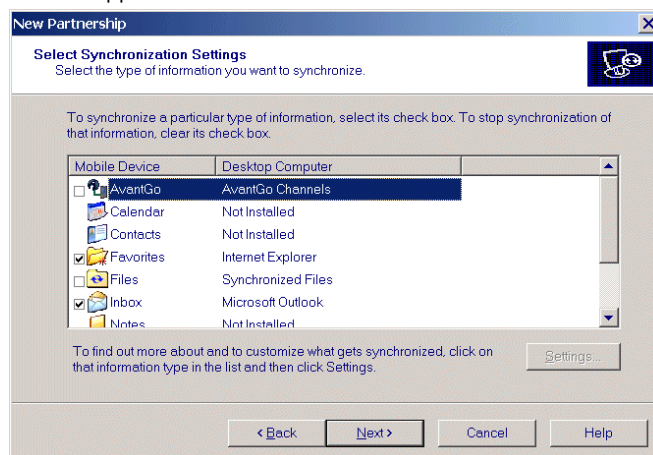 New Partnership
Select Synchronization Settings
Select the type of information you want to synchronize.
To synchronize a particular type of information, select its check box. To stop synchronization of
that information, clear its check box.
Mobile Device Desktop Computer
AvantGo AvantGo Channels
Calendar Not Installed
Contacts Not Installed
Favorites Internet Explorer
Files Synchronized Files
Inbox Microsoft Outlook
Notes Not Installed
To find out more about and to customize what gets synchronized, click on
that information type in the list and then click Settings.
Settings...
< Back Next > Cancel Help